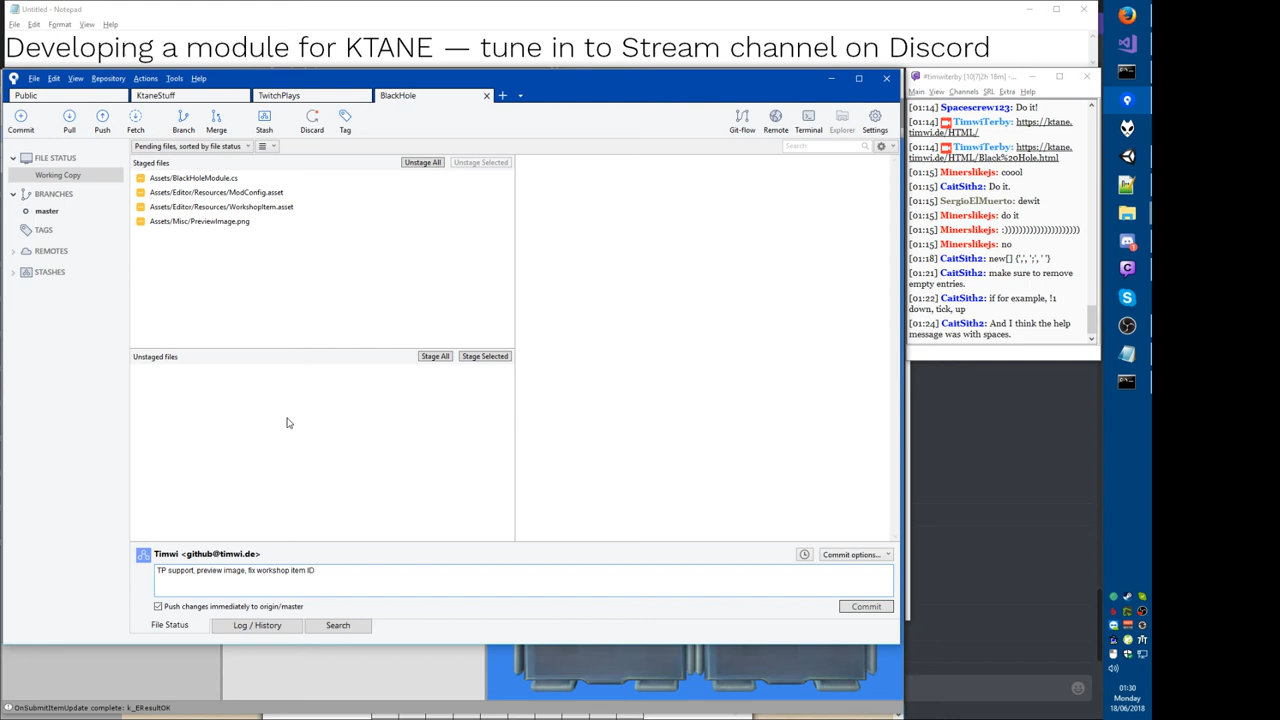 Untitled - Notepad
File Edit Format View Help
Developing a module for KTANE — tune in to Stream channel on Discord
File Edit View Repository Actions Tools Help
Public KtaneStuff TwitchPlays BlackHole
Commit Pull Push Fetch Branch Merge Stash Discard Tag Git-flow Remote Terminal Explorer Settings
Pending files, sorted by file status
Search
FILE STATUS
Working Copy
BRANCHES
master
TAGS
REMOTES
STASHES
Staged files
Unstage All
Unstage Selected
Assets/BlackHoleModule.cs
Assets/Editor/Resources/ModConfig.asset
Assets/Editor/Resources/WorkshopItem.asset
Assets/Misc/PreviewImage.png
Unstaged files
Stage All
Stage Selected
Timwi <github@timwi.de>
Commit options...
TP support, preview image, fix workshop item ID
Push changes immediately to origin/master
Commit
File Status Log / History Search
OnSubmitItemUpdate complete: k_EResultOK
#timwiterby [10|7|2h 18m] -...
Main View Channels SRL Extra Help
[01:14] Spacescrew123: Do it!
[01:14] TimwiTerby: https://ktane.
timwi.de/HTML/
[01:14] TimwiTerby: https://ktane.
timwi.de/HTML/Black%20Hole.html
[01:15] Minerslikejs: coool
[01:15] CaitSith2: Do it.
[01:15] SergioElMuerto: dewit
[01:15] Minerslikejs: do it
[01:15] Minerslikejs: :))))))))))))))))))))))
[01:15] Minerslikejs: no
[01:18] CaitSith2: new[] {',', ';', ' '}
[01:21] CaitSith2: make sure to remove
empty entries.
[01:22] CaitSith2: if for example, !1
down, tick, up
[01:24] CaitSith2: And I think the help
message was with spaces.
01:30
Monday
18/06/2018